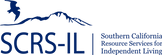 SCRS-IL
Southern California
Resource Services for
Independent Living